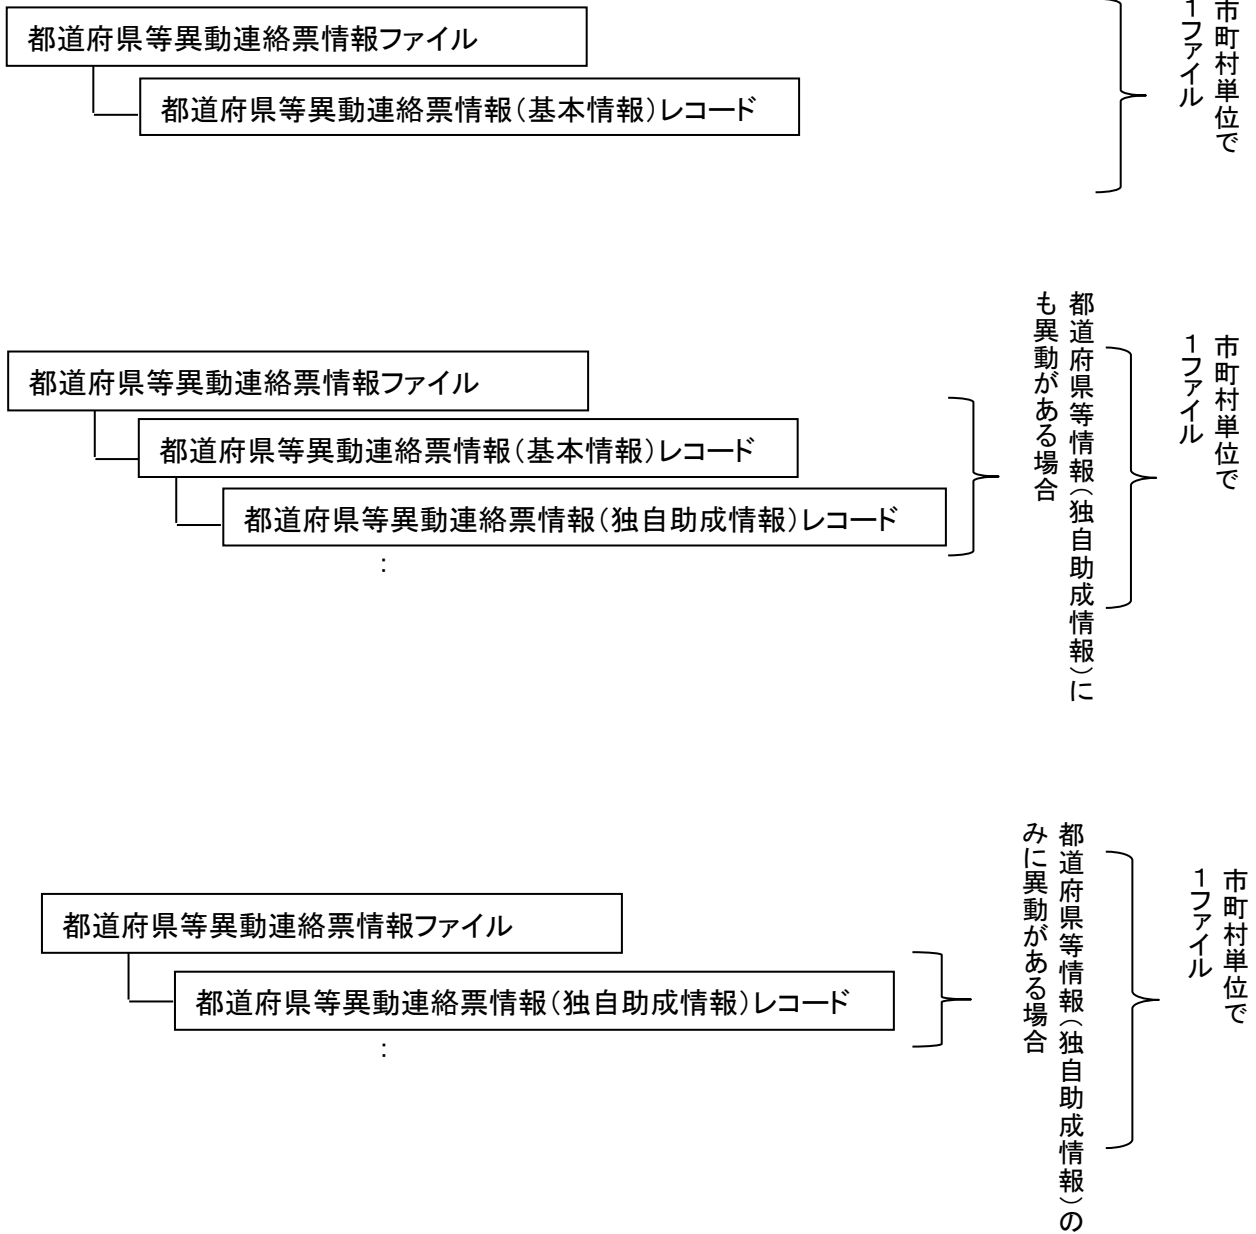 都道府県等異動連絡票情報ファイル
都道府県等異動連絡票情報(基本情報)レコード
市町村単位で
1ファイル
都道府県等異動連絡票情報ファイル
都道府県等異動連絡票情報(基本情報)レコード
都道府県等異動連絡票情報(独自助成情報)レコード
:
都道府県等情報(独自助成情報)に
も異動がある場合
市町村単位で
1ファイル
都道府県等異動連絡票情報ファイル
都道府県等異動連絡票情報(独自助成情報)レコード
:
都道府県等情報(独自助成情報)の
みに異動がある場合
市町村単位で
1ファイル